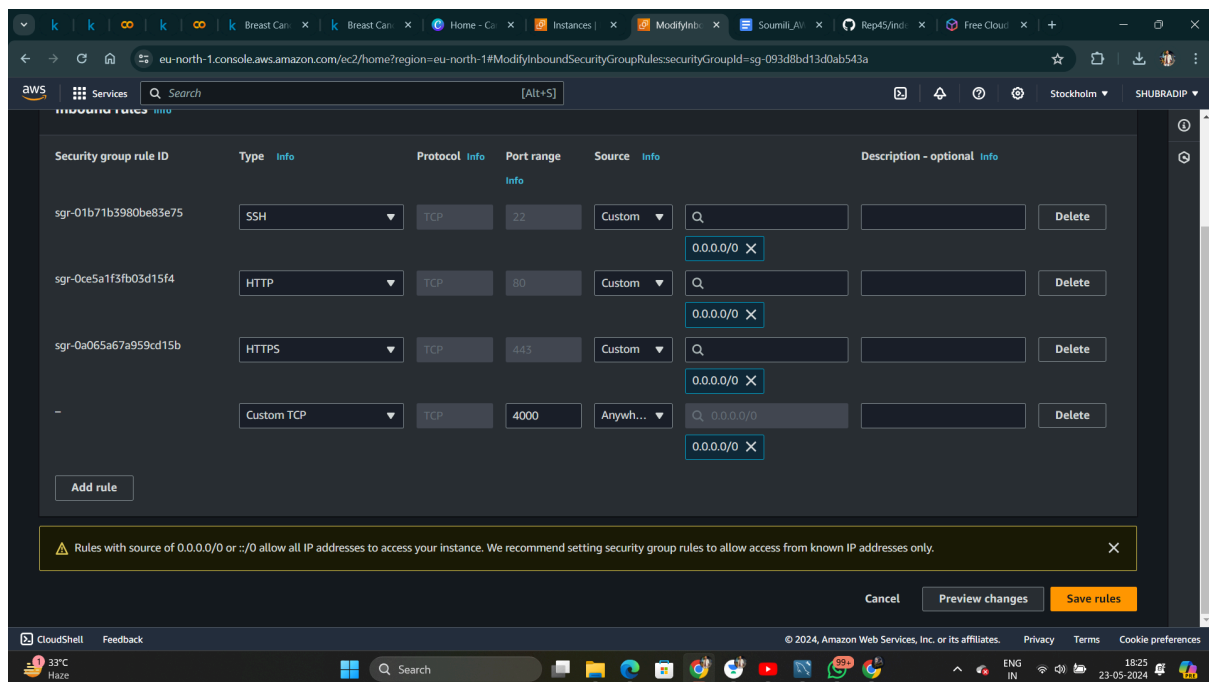 k
k
k
k Breast Can
k Breast Can
Home - Ca
Instances |
ModifyInbo
Soumili_AV
Rep45/inde
Free Cloud
eu-north-1.console.aws.amazon.com/ec2/home?region=eu-north-1#ModifyInboundSecurityGroupRules:securityGroupId=sg-093d8bd13d0ab543a
aws
Services
Search
[Alt+S]
Stockholm
SHUBRADIP
Inbound rules Info
Security group rule ID
Type Info
Protocol Info
Port range
Info
Source Info
Description - optional Info
sgr-01b71b3980be83e75
SSH
TCP
22
Custom
Delete
0.0.0.0/0
sgr-0ce5a1f3fb03d15f4
HTTP
TCP
80
Custom
Delete
0.0.0.0/0
sgr-0a065a67a959cd15b
HTTPS
TCP
443
Custom
Delete
0.0.0.0/0
–
Custom TCP
TCP
4000
Anywh...
0.0.0.0/0
Delete
0.0.0.0/0
Add rule
Rules with source of 0.0.0.0/0 or ::/0 allow all IP addresses to access your instance. We recommend setting security group rules to allow access from known IP addresses only.
Cancel
Preview changes
Save rules
CloudShell
Feedback
© 2024, Amazon Web Services, Inc. or its affiliates.
Privacy
Terms
Cookie preferences
1
33°C
Haze
Search
99+
ENG
IN
18:25
23-05-2024